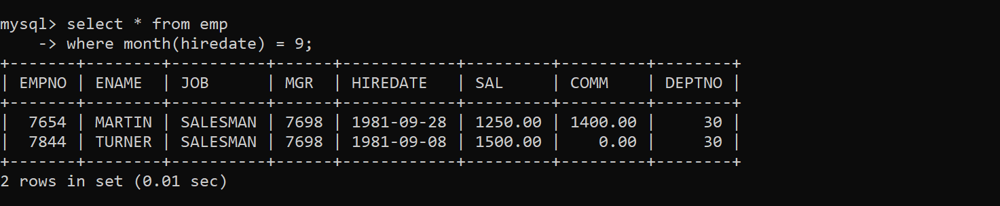 mysql> select * from emp
    -> where month(hiredate) = 9;
+-------+--------+----------+------+------------+---------+---------+--------+
| EMPNO | ENAME  | JOB      | MGR  | HIREDATE   | SAL     | COMM    | DEPTNO |
+-------+--------+----------+------+------------+---------+---------+--------+
|  7654 | MARTIN | SALESMAN | 7698 | 1981-09-28 | 1250.00 | 1400.00 |     30 |
|  7844 | TURNER | SALESMAN | 7698 | 1981-09-08 | 1500.00 |    0.00 |     30 |
+-------+--------+----------+------+------------+---------+---------+--------+
2 rows in set (0.01 sec)